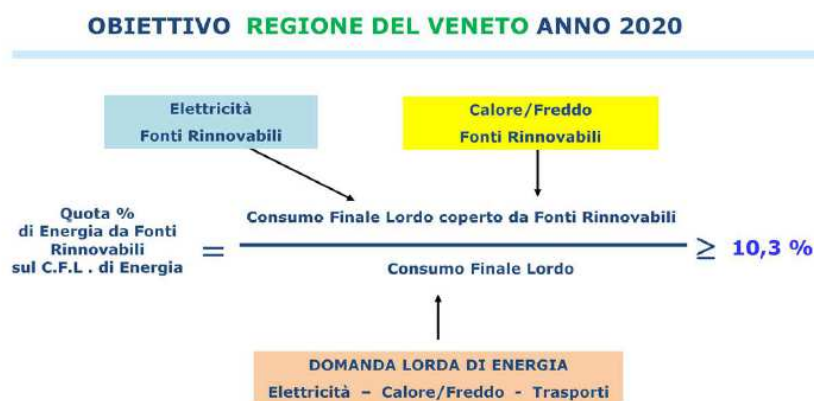 OBIETTIVO REGIONE DEL VENETO ANNO 2020
Elettricità
Fonti Rinnovabili
Calore/Freddo
Fonti Rinnovabili
Quota %
di Energia da Fonti
Rinnovabili
sul C.F.L . di Energia
=
Consumo Finale Lordo coperto da Fonti Rinnovabili
Consumo Finale Lordo
≥ 10,3 %
DOMANDA LORDA DI ENERGIA
Elettricità – Calore/Freddo - Trasporti